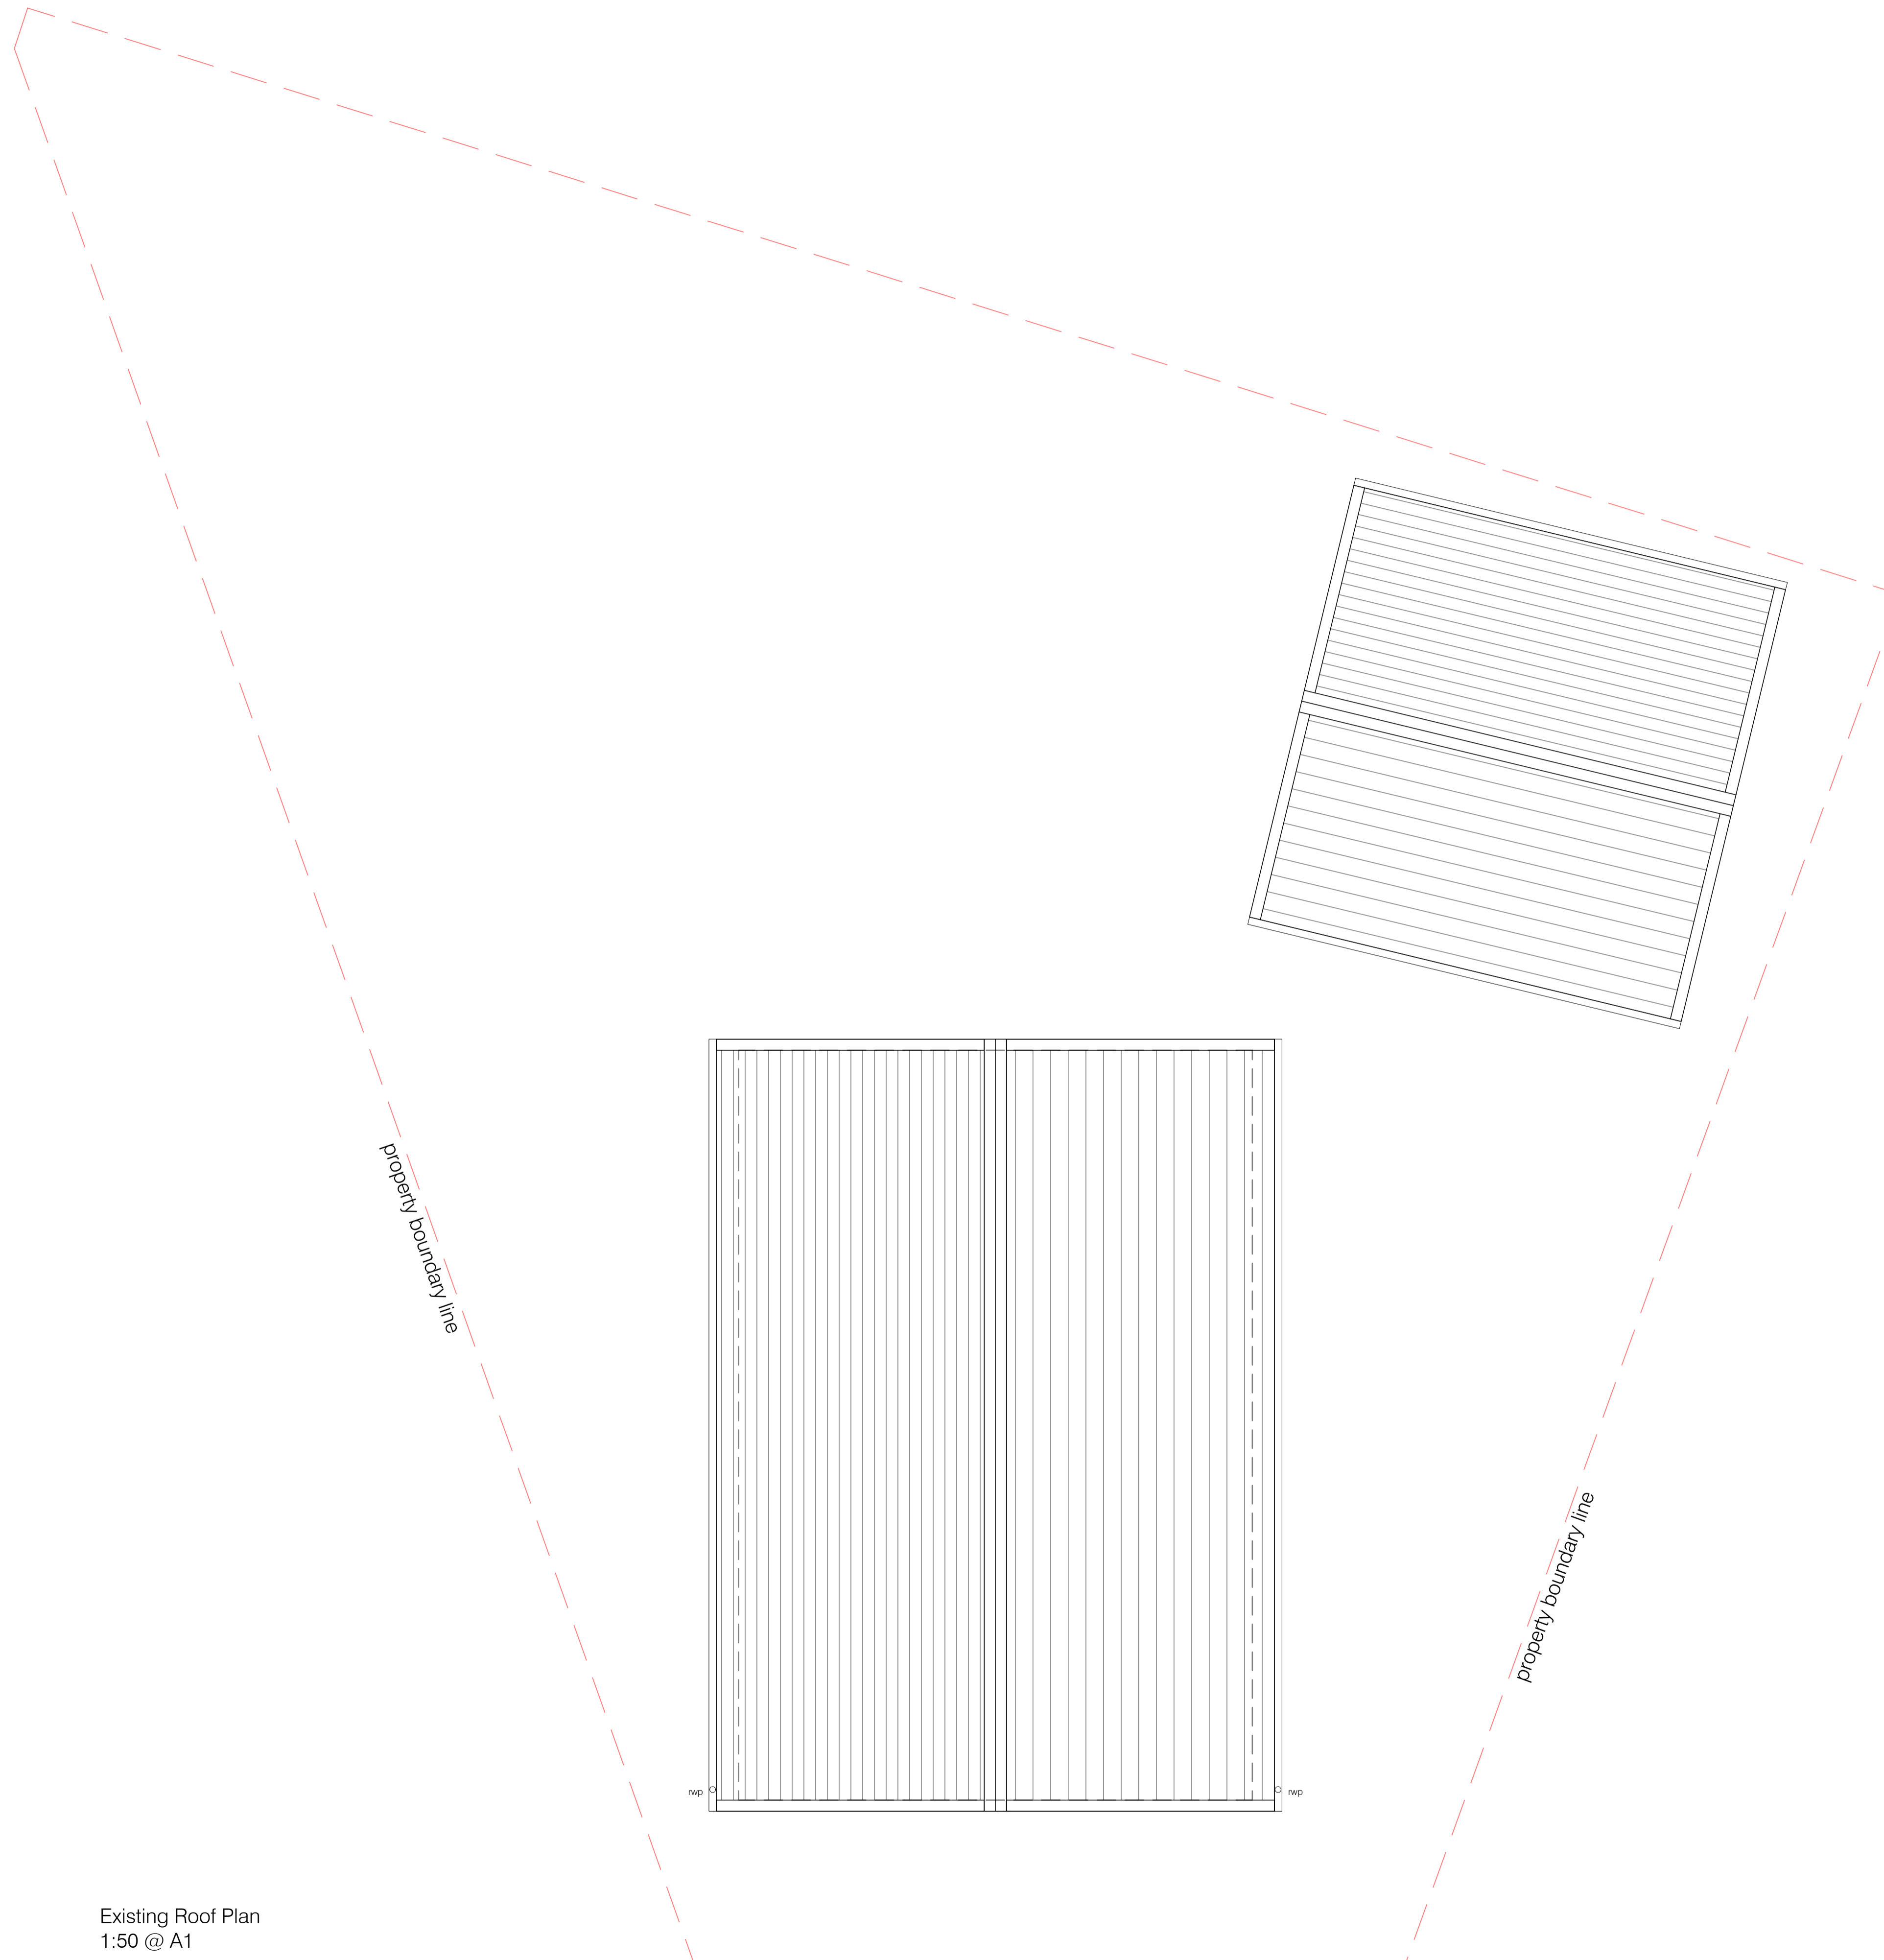 property boundary line
property boundary line
rwp
rwp
Existing Roof Plan
1:50 @ A1